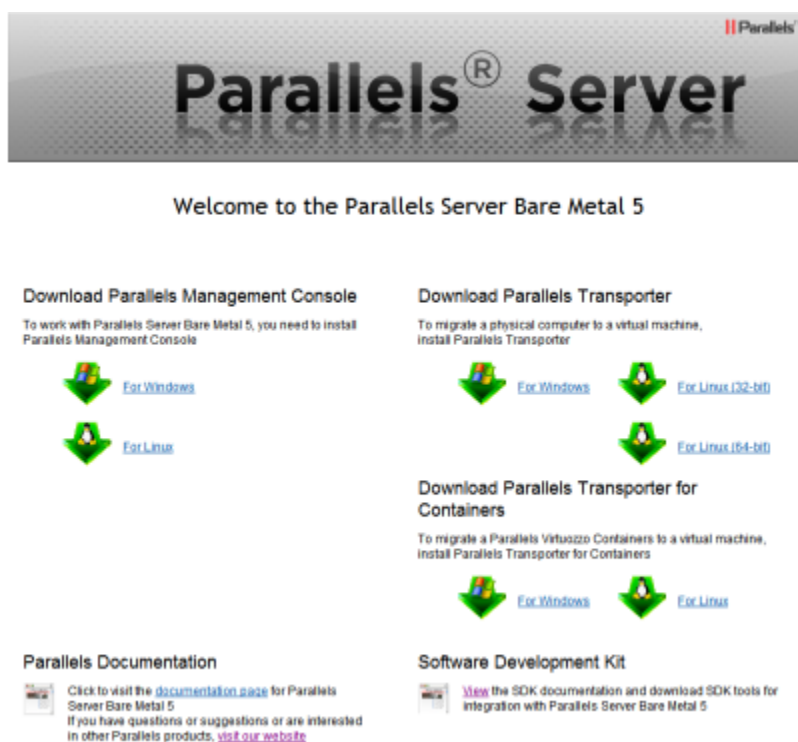 Parallels
Parallels® Server
Welcome to the Parallels Server Bare Metal 5
Download Parallels Management Console
To work with Parallels Server Bare Metal 5, you need to install
Parallels Management Console
For Windows
For Linux
Download Parallels Transporter
To migrate a physical computer to a virtual machine,
install Parallels Transporter
For Windows
For Linux (32-bit)
For Linux (64-bit)
Download Parallels Transporter for
Containers
To migrate a Parallels Virtuozzo Containers to a virtual machine,
install Parallels Transporter for Containers
For Windows
For Linux
Parallels Documentation
Click to visit the documentation page for Parallels
Server Bare Metal 5
If you have questions or suggestions or are interested
in other Parallels products, visit our website
Software Development Kit
View the SDK documentation and download SDK tools for
integration with Parallels Server Bare Metal 5